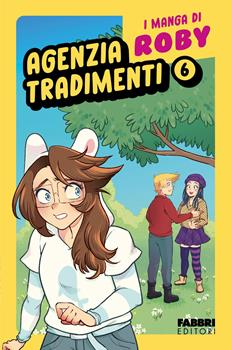 I MANGA DI
ROBY
AGENZIA
TRADIMENTI 6
FABBRI
EDITORI